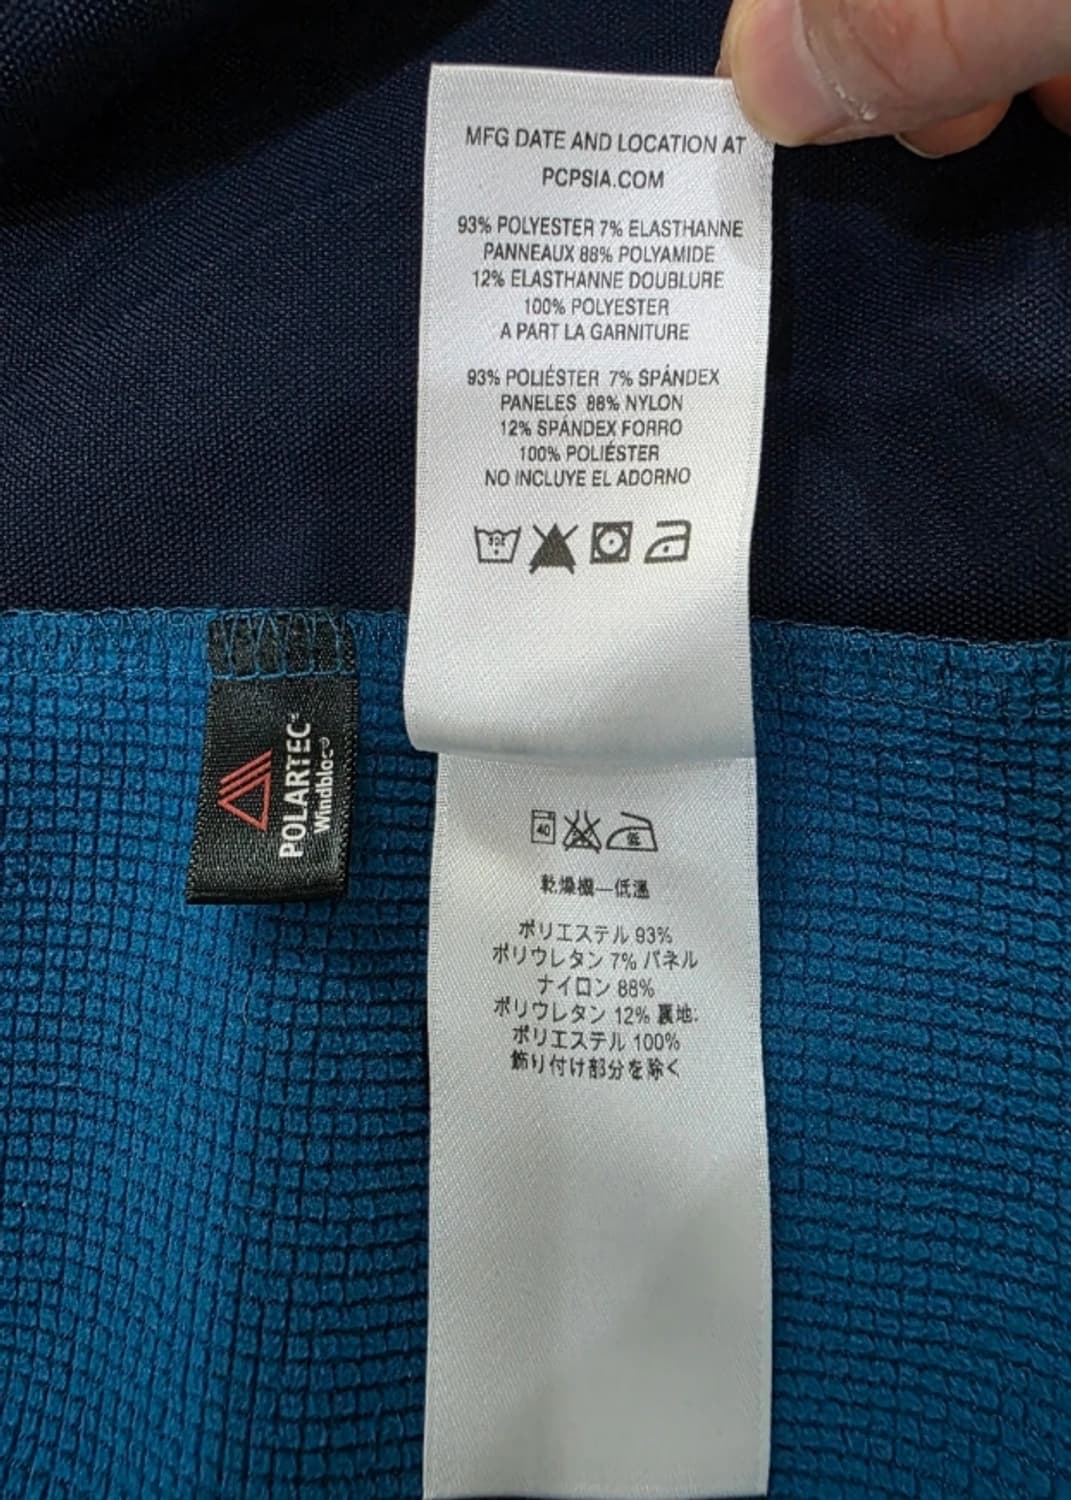 MFG DATE AND LOCATION AT
PCPSIA.COM
93% POLYESTER 7% ELASTHANNE
PANNEAUX 88% POLYAMIDE
12% ELASTHANNE DOUBLURE
100% POLYESTER
A PART LA GARNITURE
93% POLIÉSTER 7% SPÁNDEX
PANELES 88% NYLON
12% SPÁNDEX FORRO
100% POLIÉSTER
NO INCLUYE EL ADORNO
POLARTEC
40
低
乾燥機—低温
ポリエステル 93%
ポリウレタン 7% パネル
ナイロン 88%
ポリウレタン 12% 裏地:
ポリエステル 100%
飾り付け部分を除く